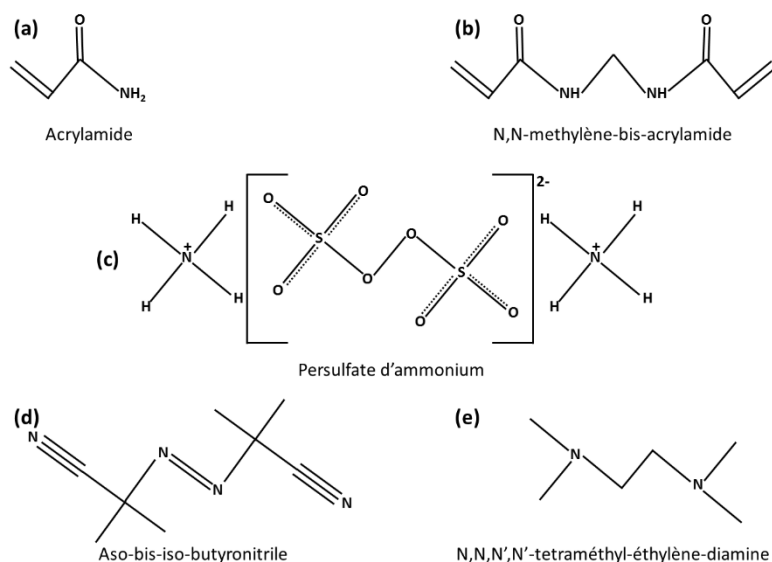 (a)
O
NH2
Acrylamide
(b)
O
O
NH
NH
N,N-methylène-bis-acrylamide
(c)
H
H
N
+
H
H
O
O
S
O
O
O
O
S
O
O
2-
H
H
N
+
H
H
Persulfate d’ammonium
(d)
N
N
N
N
Aso-bis-iso-butyronitrile
(e)
N
N
N,N,N’,N’-tetraméthyl-éthylène-diamine